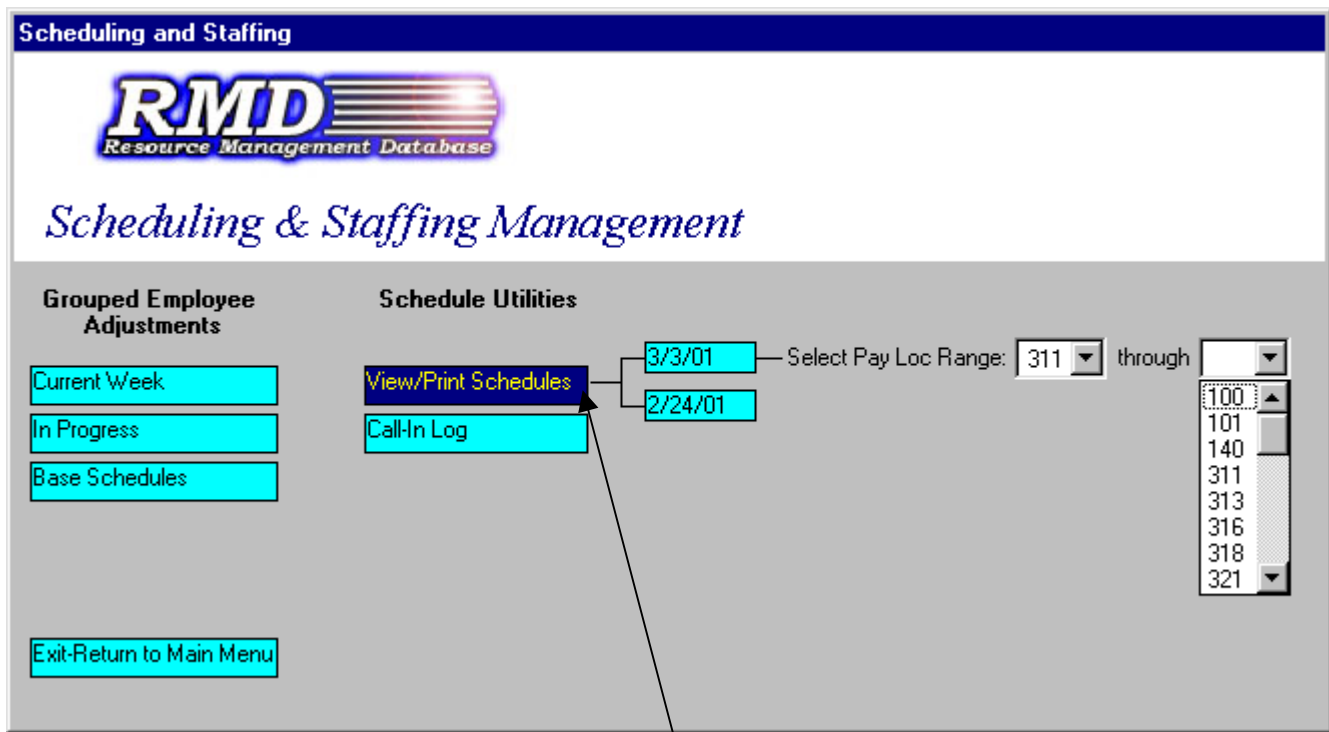 Scheduling and Staffing
RMD
Resource Management Database
Scheduling & Staffing Management
Grouped Employee
Adjustments
Schedule Utilities
Current Week
In Progress
Base Schedules
Exit-Return to Main Menu
View/Print Schedules
Call-In Log
3/3/01
2/24/01
Select Pay Loc Range: 311 through
100
101
140
311
313
316
318
321